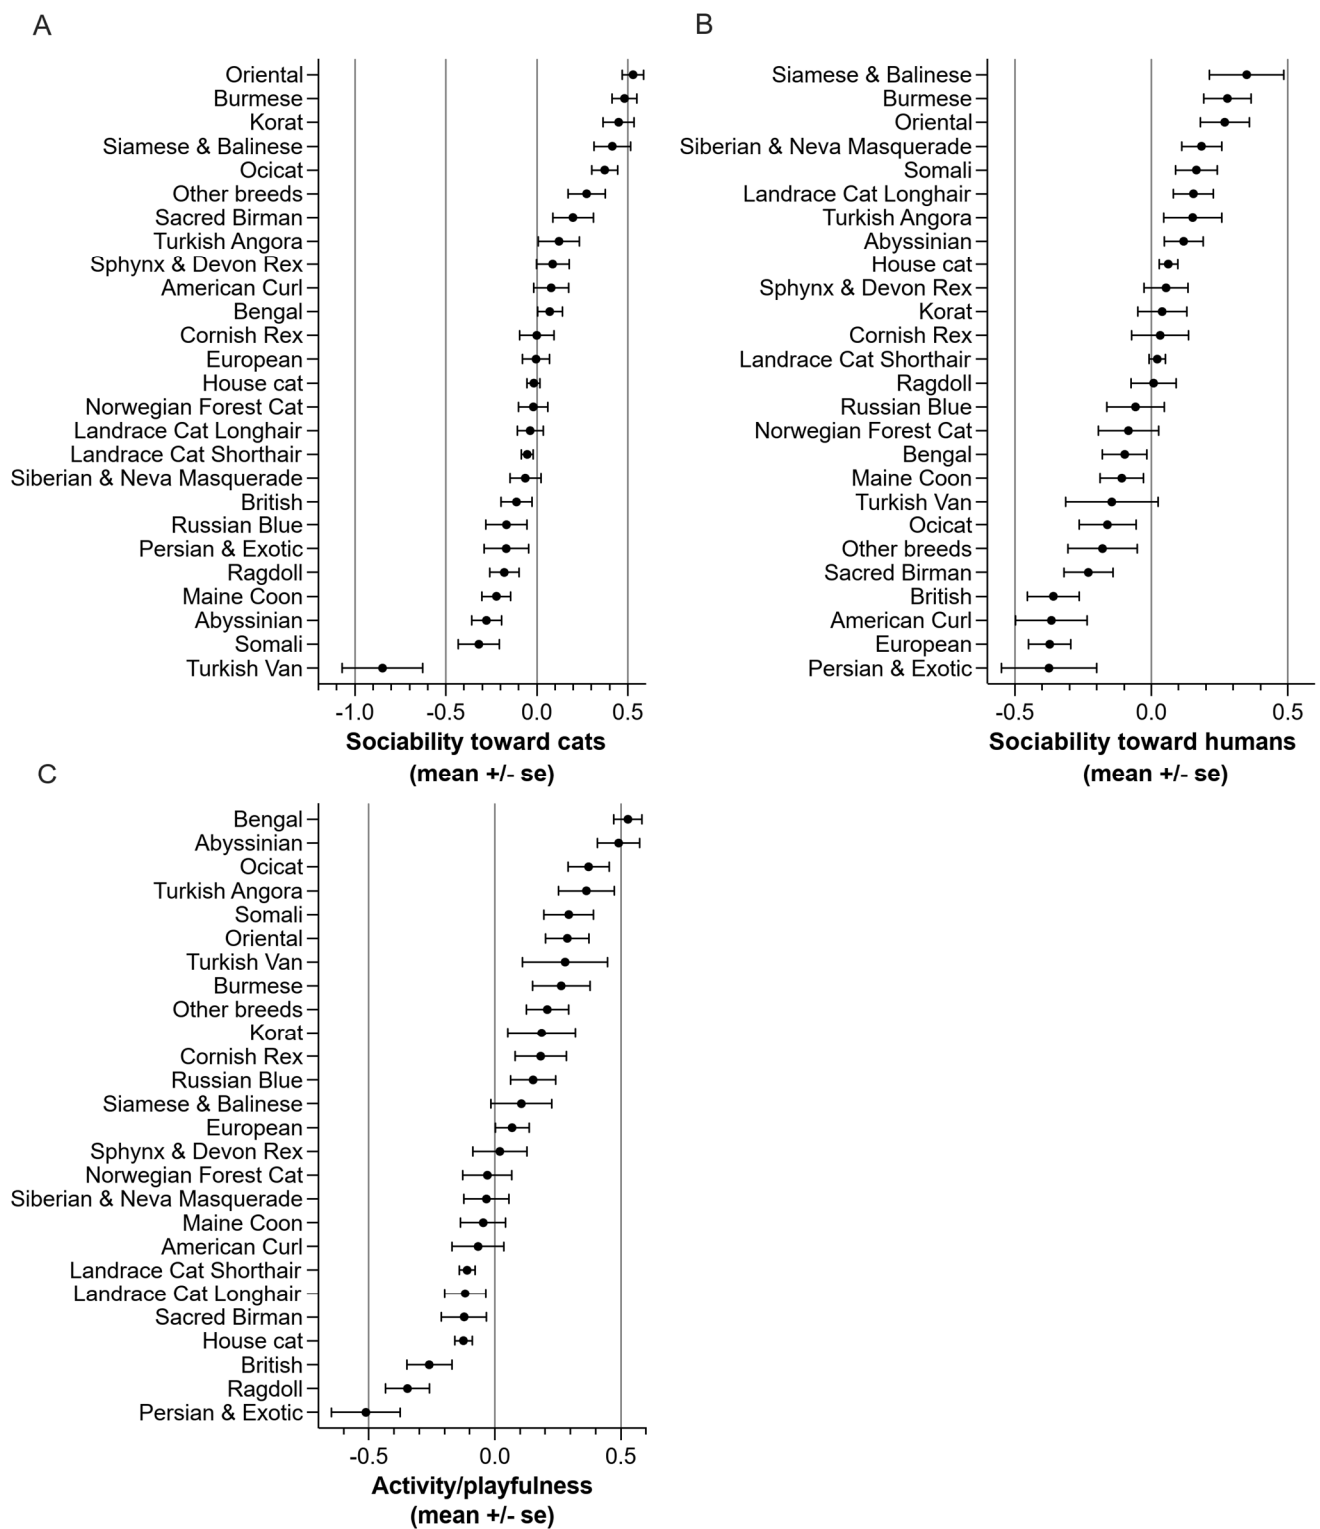 A
Oriental
Burmese
Korat
Siamese & Balinese
Ocicat
Other breeds
Sacred Birman
Turkish Angora
Sphynx & Devon Rex
American Curl
Bengal
Cornish Rex
European
House cat
Norwegian Forest Cat
Landrace Cat Longhair
Landrace Cat Shorthair
Siberian & Neva Masquerade
British
Russian Blue
Persian & Exotic
Ragdoll
Maine Coon
Abyssinian
Somali
Turkish Van
-1.0 -0.5 0.0 0.5
Sociability toward cats
(mean +/- se)
B
Siamese & Balinese
Burmese
Oriental
Siberian & Neva Masquerade
Somali
Landrace Cat Longhair
Turkish Angora
Abyssinian
House cat
Sphynx & Devon Rex
Korat
Cornish Rex
Landrace Cat Shorthair
Ragdoll
Russian Blue
Norwegian Forest Cat
Bengal
Maine Coon
Turkish Van
Ocicat
Other breeds
Sacred Birman
British
American Curl
European
Persian & Exotic
-0.5 0.0 0.5
Sociability toward humans
(mean +/- se)
C
Bengal
Abyssinian
Ocicat
Turkish Angora
Somali
Oriental
Turkish Van
Burmese
Other breeds
Korat
Cornish Rex
Russian Blue
Siamese & Balinese
European
Sphynx & Devon Rex
Norwegian Forest Cat
Siberian & Neva Masquerade
Maine Coon
American Curl
Landrace Cat Shorthair
Landrace Cat Longhair
Sacred Birman
House cat
British
Ragdoll
Persian & Exotic
-0.5 0.0 0.5
Activity/playfulness
(mean +/- se)